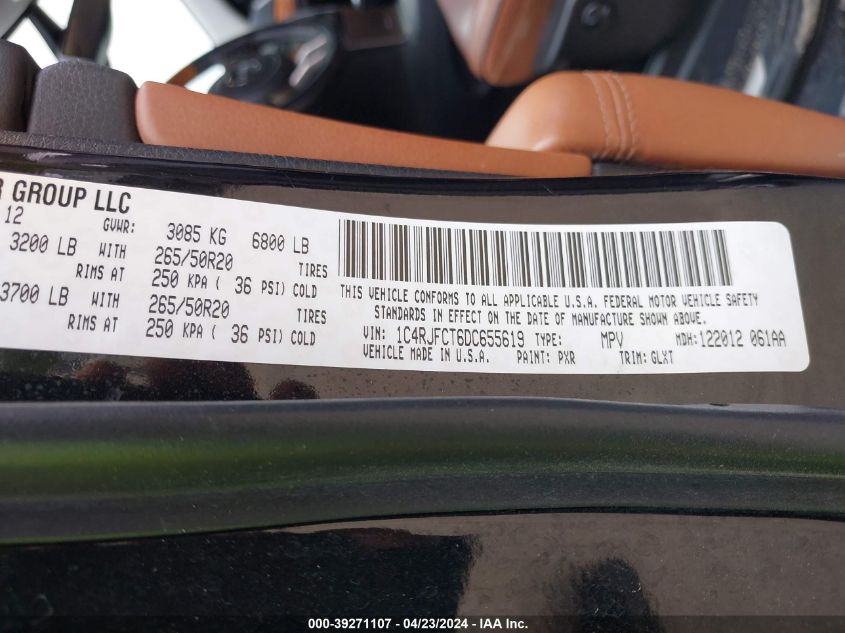 R GROUP LLC
12 GVWR: 3085 KG 6800 LB
3200 LB WITH 265/50R20 TIRES
RIMS AT 250 KPA ( 36 PSI) COLD
3700 LB WITH 265/50R20 TIRES
RIMS AT 250 KPA ( 36 PSI) COLD
THIS VEHICLE CONFORMS TO ALL APPLICABLE U.S.A. FEDERAL MOTOR VEHICLE SAFETY
STANDARDS IN EFFECT ON THE DATE OF MANUFACTURE SHOWN ABOVE.
VIN: 1C4RJFCT6DC655619 TYPE: MPV MDH: 122012 061AA
VEHICLE MADE IN U.S.A. PAINT: PXR TRIM: GLXT
000-39271107 - 04/23/2024 - IAA Inc.